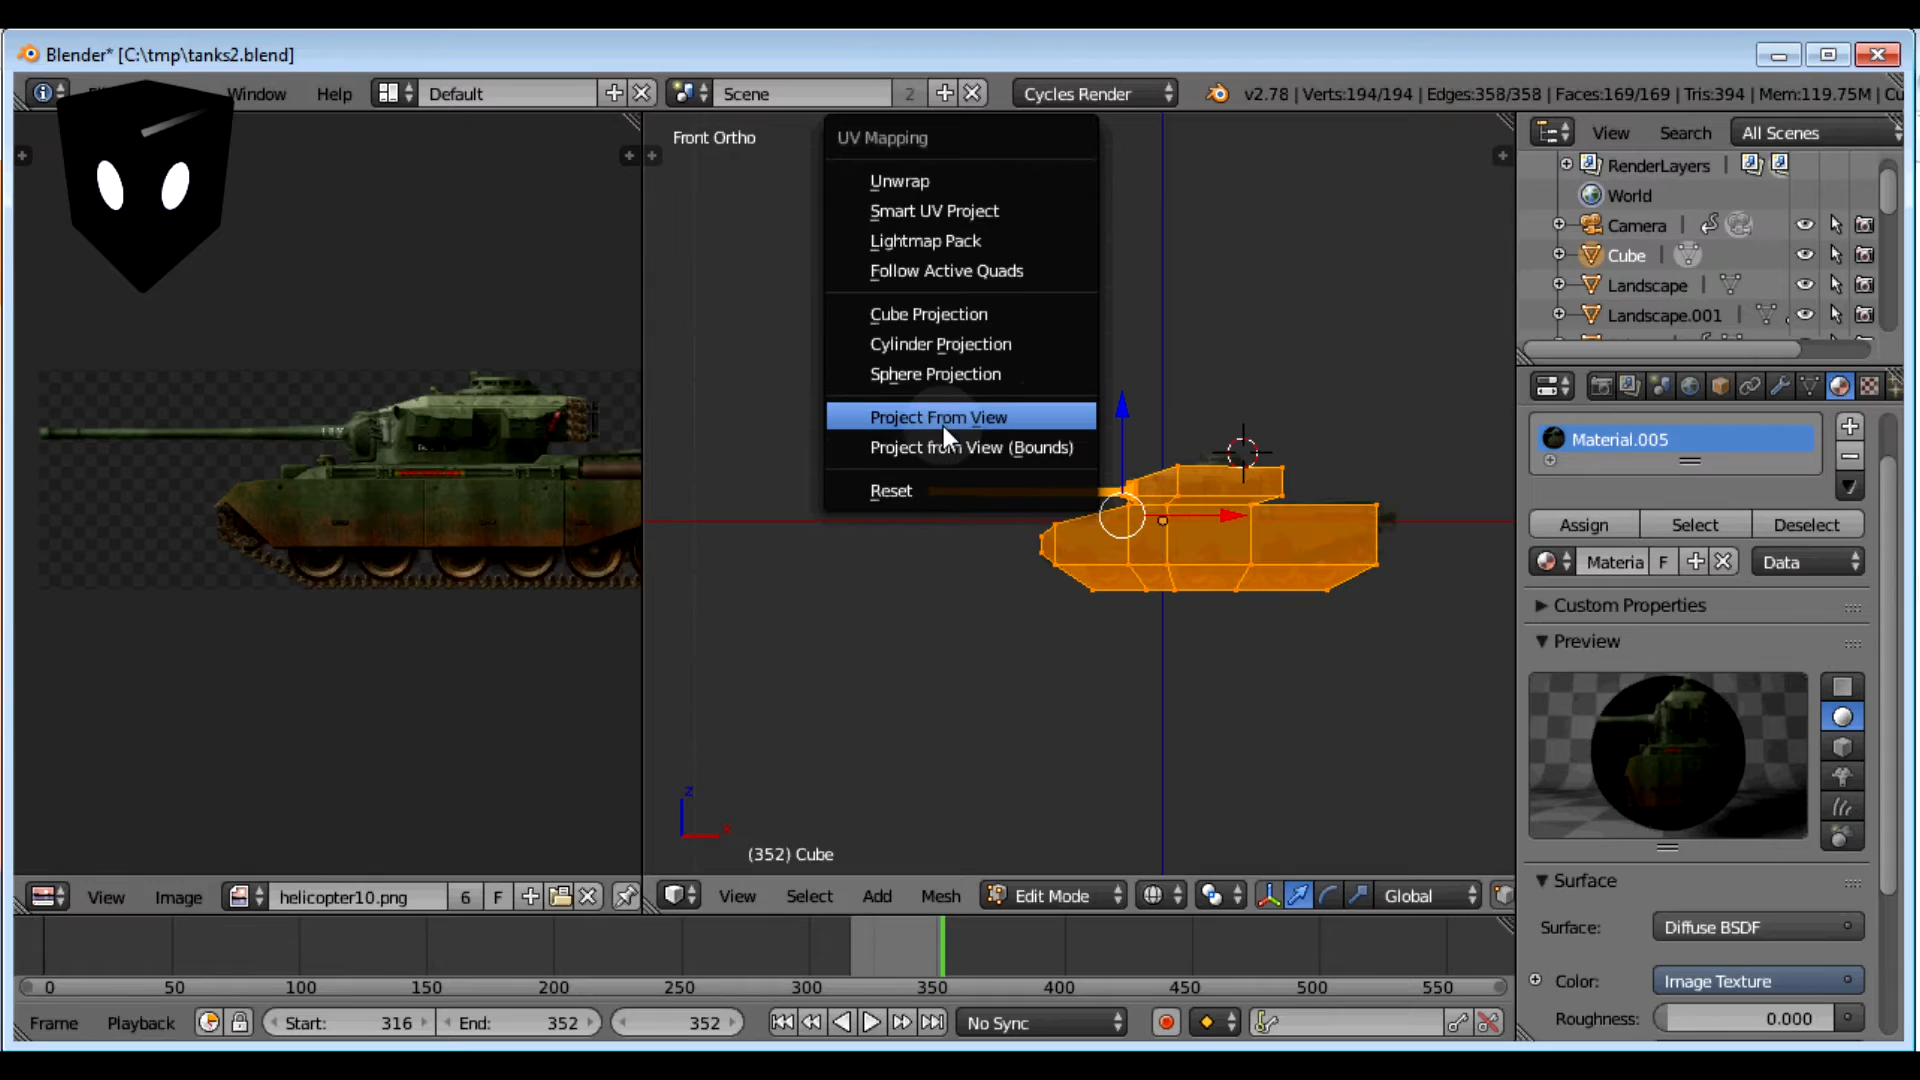 Blender* [C:\tmp\tanks2.blend]
Window Help Default Scene 2 Cycles Render v2.78 | Verts:194/194 | Edges:358/358 | Faces:169/169 | Tris:394 | Mem:119.75M | Cu
Front Ortho
UV Mapping
Unwrap
Smart UV Project
Lightmap Pack
Follow Active Quads
Cube Projection
Cylinder Projection
Sphere Projection
Project From View
Project from View (Bounds)
Reset
z
x
(352) Cube
View Search All Scenes
RenderLayers
World
Camera
Cube
Landscape
Landscape.001
Material.005
Assign Select Deselect
Materia F Data
Custom Properties
Preview
Surface
Surface: Diffuse BSDF
Color: Image Texture
Roughness: 0.000
View Image helicopter10.png 6 F
View Select Add Mesh Edit Mode Global
0 50 100 150 200 250 300 350 400 450 500 550
Frame Playback Start: 316 End: 352 352 No Sync